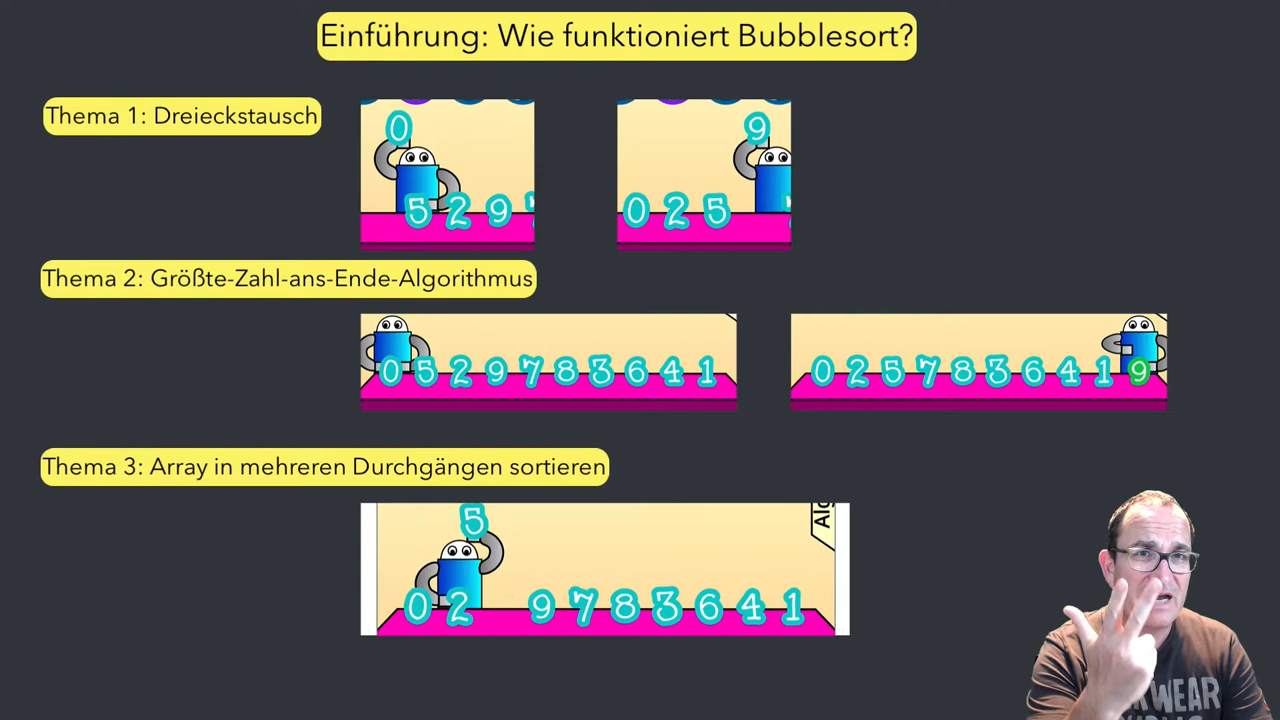 Einführung: Wie funktioniert Bubblesort?
Thema 1: Dreieckstausch
0
9
5 2 9
0 2 5
Thema 2: Größte-Zahl-ans-Ende-Algorithmus
0 5 2 9 7 8 3 6 4 1
0 2 5 7 8 3 6 4 1 9
Thema 3: Array in mehreren Durchgängen sortieren
5
Alg
0 2 9 7 8 3 6 4 1
WEAR